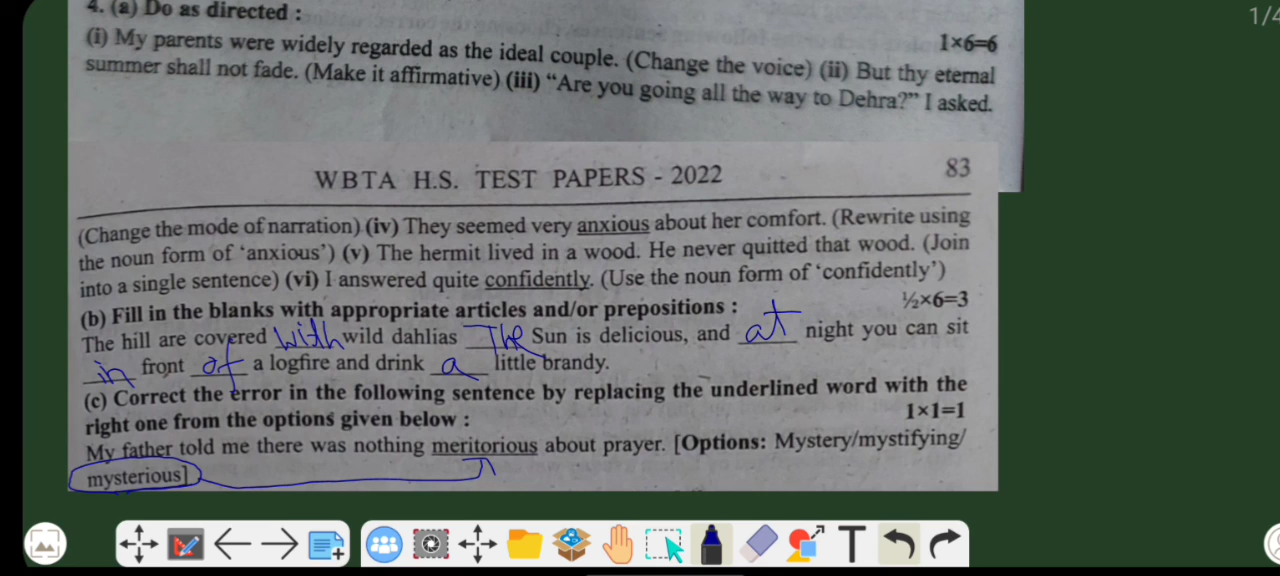 4. (a) Do as directed :
1×6=6
1/4
(i) My parents were widely regarded as the ideal couple. (Change the voice) (ii) But thy eternal
summer shall not fade. (Make it affirmative) (iii) “Are you going all the way to Dehra?” I asked.
WBTA H.S. TEST PAPERS - 2022
83
(Change the mode of narration) (iv) They seemed very anxious about her comfort. (Rewrite using
the noun form of ‘anxious’) (v) The hermit lived in a wood. He never quitted that wood. (Join
into a single sentence) (vi) I answered quite confidently. (Use the noun form of ‘confidently’)
(b) Fill in the blanks with appropriate articles and/or prepositions :
½×6=3
The hill are covered with wild dahlias The Sun is delicious, and at night you can sit
in front of a logfire and drink a little brandy.
(c) Correct the error in the following sentence by replacing the underlined word with the
right one from the options given below :
1×1=1
My father told me there was nothing meritorious about prayer. [Options: Mystery/mystifying/
mysterious]
T